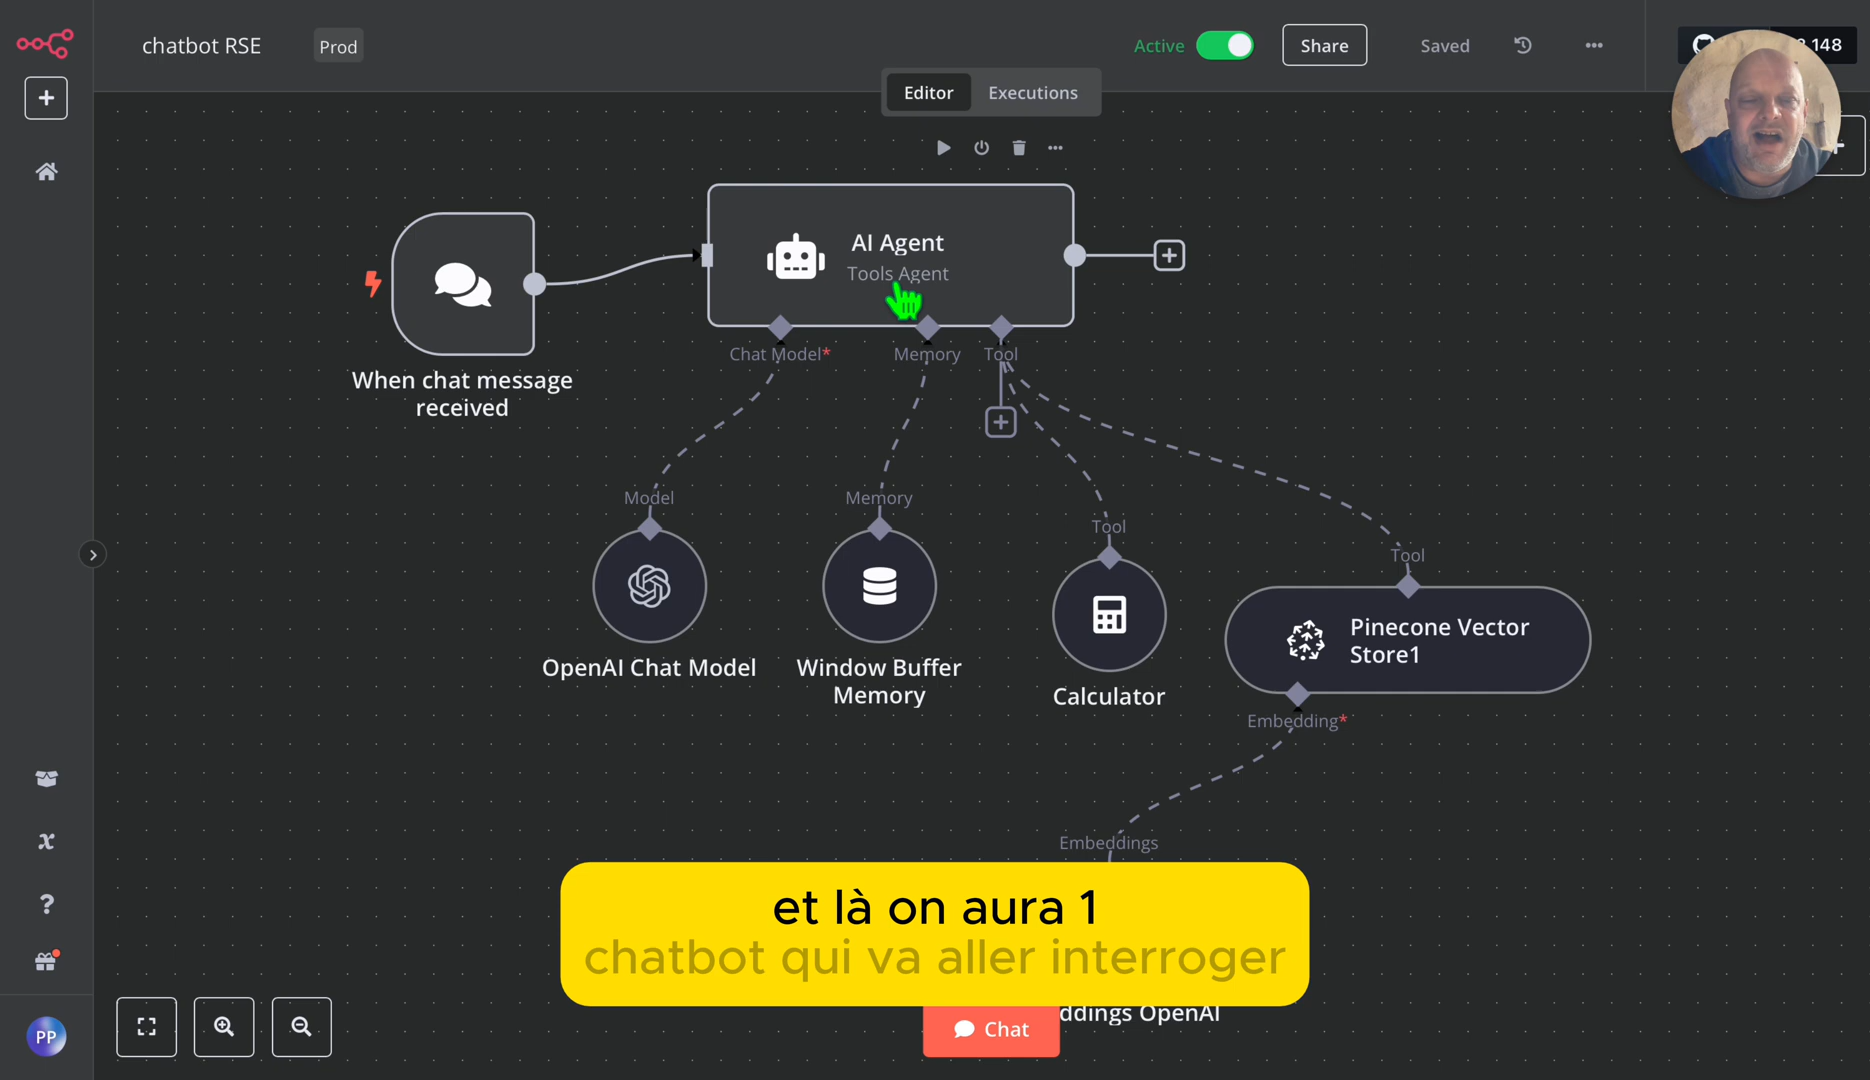 chatbot RSE
Prod
Active
Share
Saved
148
Editor
Executions
AI Agent
Tools Agent
Chat Model*
Memory
Tool
When chat message
received
Model
Memory
Tool
Tool
OpenAI Chat Model
Window Buffer
Memory
Calculator
Pinecone Vector
Store1
Embedding*
Embeddings
et là on aura 1
chatbot qui va aller interroger
ddings OpenAI
Chat
PP